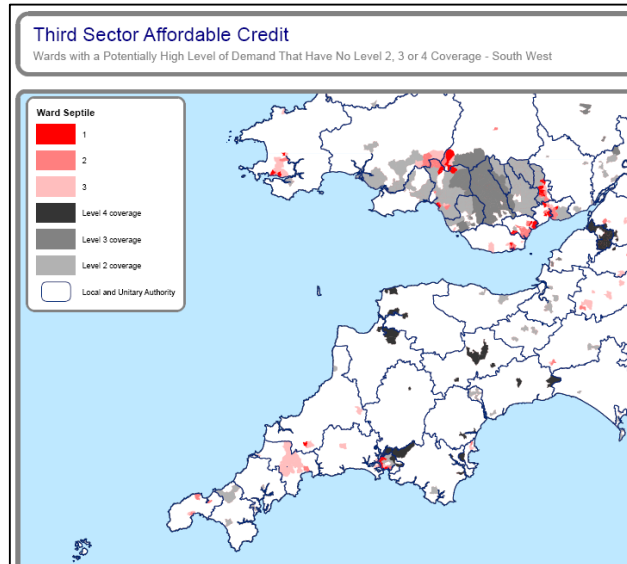 Third Sector Affordable Credit
Wards with a Potentially High Level of Demand That Have No Level 2, 3 or 4 Coverage - South West
Ward Septile
1
2
3
Level 4 coverage
Level 3 coverage
Level 2 coverage
Local and Unitary Authority